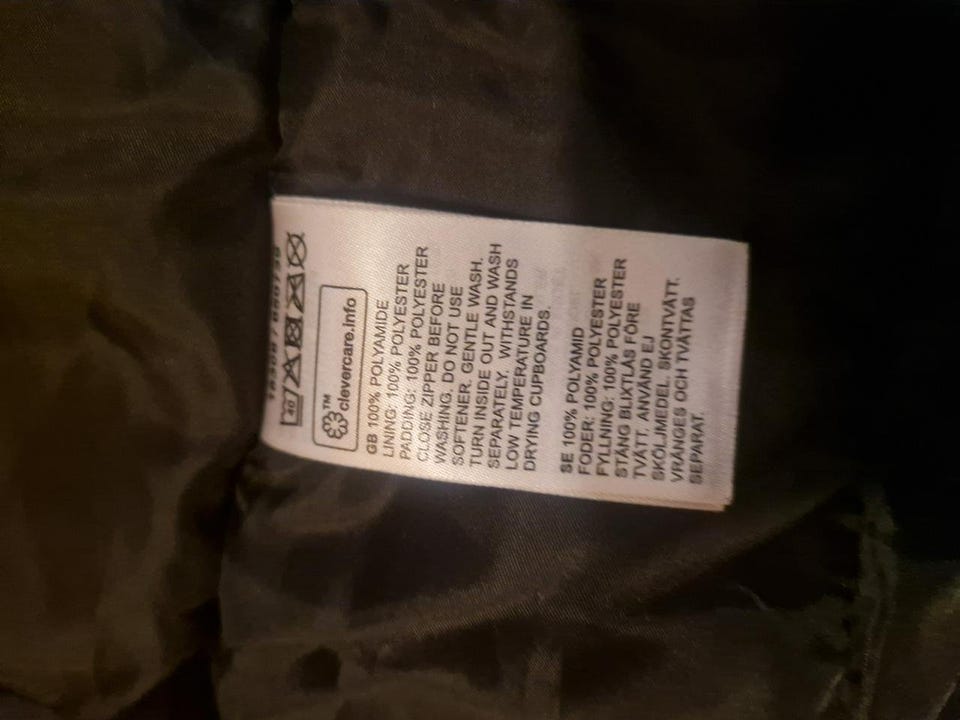 40
TM
clevercare.info
GB 100% POLYAMIDE
LINING: 100% POLYESTER
PADDING: 100% POLYESTER
CLOSE ZIPPER BEFORE
WASHING. DO NOT USE
SOFTENER. GENTLE WASH.
TURN INSIDE OUT AND WASH
SEPARATELY. WITHSTANDS
LOW TEMPERATURE IN
DRYING CUPBOARDS.
SE 100% POLYAMID
FODER: 100% POLYESTER
FYLLNING: 100% POLYESTER
STÄNG BLIXTLÅS FÖRE
TVÄTT. ANVÄND EJ
SKÖLJMEDEL. SKONTVÄTT.
VRÄNGES OCH TVÄTTAS
SEPARAT.